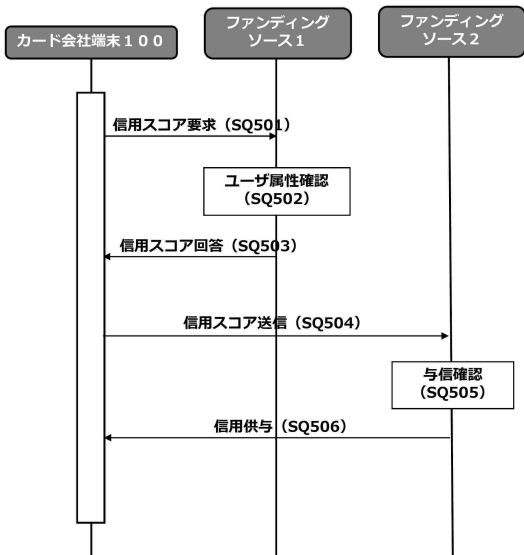 カード会社端末１００
ファンディング
ソース１
ファンディング
ソース２
信用スコア要求（SQ501）
ユーザ属性確認
（SQ502）
信用スコア回答（SQ503）
信用スコア送信（SQ504）
与信確認
（SQ505）
信用供与（SQ506）